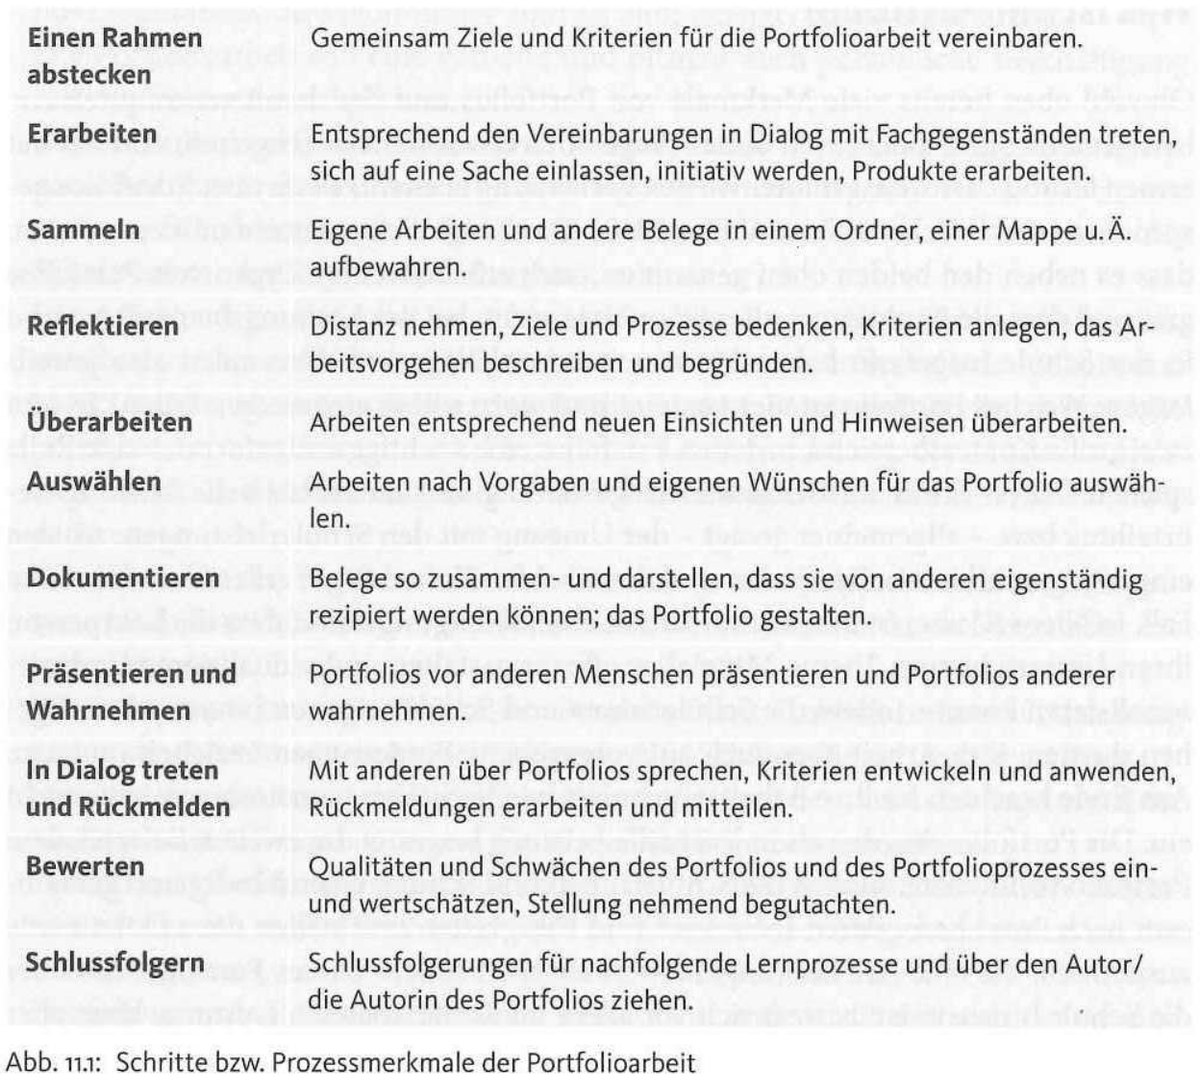 Einen Rahmen Gemeinsam Ziele und Kriterien für die Portfolioarbeit vereinbaren.
abstecken
Erarbeiten Entsprechend den Vereinbarungen in Dialog mit Fachgegenständen treten,
sich auf eine Sache einlassen, initiativ werden, Produkte erarbeiten.
Sammeln Eigene Arbeiten und andere Belege in einem Ordner, einer Mappe u. Ä.
aufbewahren.
Reflektieren Distanz nehmen, Ziele und Prozesse bedenken, Kriterien anlegen, das Ar-
beitsvorgehen beschreiben und begründen.
Überarbeiten Arbeiten entsprechend neuen Einsichten und Hinweisen überarbeiten.
Auswählen Arbeiten nach Vorgaben und eigenen Wünschen für das Portfolio auswäh-
len.
Dokumentieren Belege so zusammen- und darstellen, dass sie von anderen eigenständig
rezipiert werden können; das Portfolio gestalten.
Präsentieren und Portfolios vor anderen Menschen präsentieren und Portfolios anderer
Wahrnehmen wahrnehmen.
In Dialog treten Mit anderen über Portfolios sprechen, Kriterien entwickeln und anwenden,
und Rückmelden Rückmeldungen erarbeiten und mitteilen.
Bewerten Qualitäten und Schwächen des Portfolios und des Portfolioprozesses ein-
und wertschätzen, Stellung nehmend begutachten.
Schlussfolgern Schlussfolgerungen für nachfolgende Lernprozesse und über den Autor/
die Autorin des Portfolios ziehen.
Abb. 11.1: Schritte bzw. Prozessmerkmale der Portfolioarbeit